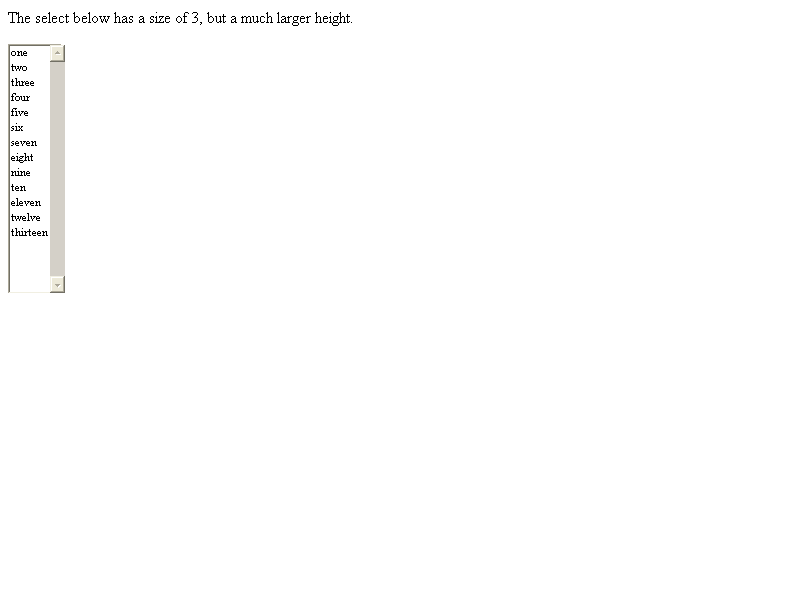 The select below has a size of 3, but a much larger height.
one
two
three
four
five
six
seven
eight
nine
ten
eleven
twelve
thirteen